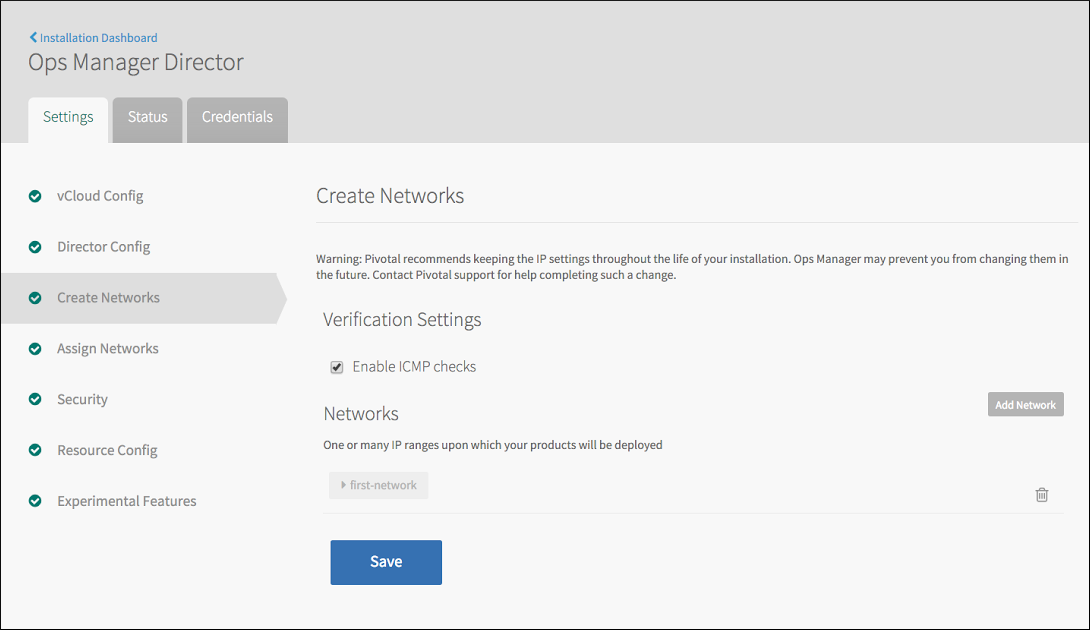 Installation Dashboard
Ops Manager Director
Settings
Status
Credentials
vCloud Config
Director Config
Create Networks
Assign Networks
Security
Resource Config
Experimental Features
Create Networks
Warning: Pivotal recommends keeping the IP settings throughout the life of your installation. Ops Manager may prevent you from changing them in
the future. Contact Pivotal support for help completing such a change.
Verification Settings
Enable ICMP checks
Networks
Add Network
One or many IP ranges upon which your products will be deployed
first-network
Save